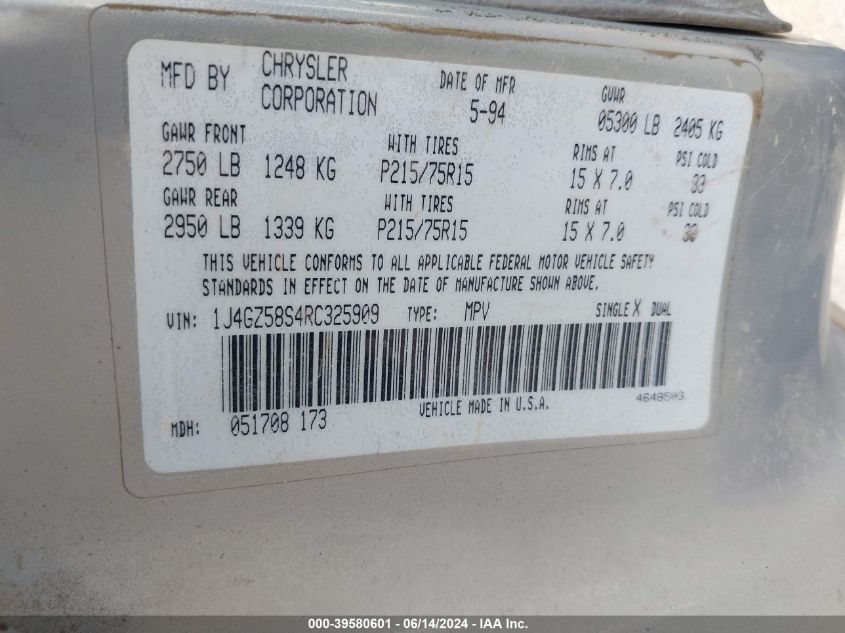 MFD BY CHRYSLER CORPORATION DATE OF MFR 5-94 GVWR 05300 LB 2405 KG
GAWR FRONT WITH TIRES RIMS AT PSI COLD
2750 LB 1248 KG P215/75R15 15 X 7.0 33
GAWR REAR WITH TIRES RIMS AT PSI COLD
2950 LB 1339 KG P215/75R15 15 X 7.0 33
THIS VEHICLE CONFORMS TO ALL APPLICABLE FEDERAL MOTOR VEHICLE SAFETY
STANDARDS IN EFFECT ON THE DATE OF MANUFACTURE SHOWN ABOVE.
VIN: 1J4GZ58S4RC325909 TYPE: MPV SINGLE X DUAL
MDH: 051708 173 VEHICLE MADE IN U.S.A. 4648503
000-39580601 - 06/14/2024 - IAA Inc.